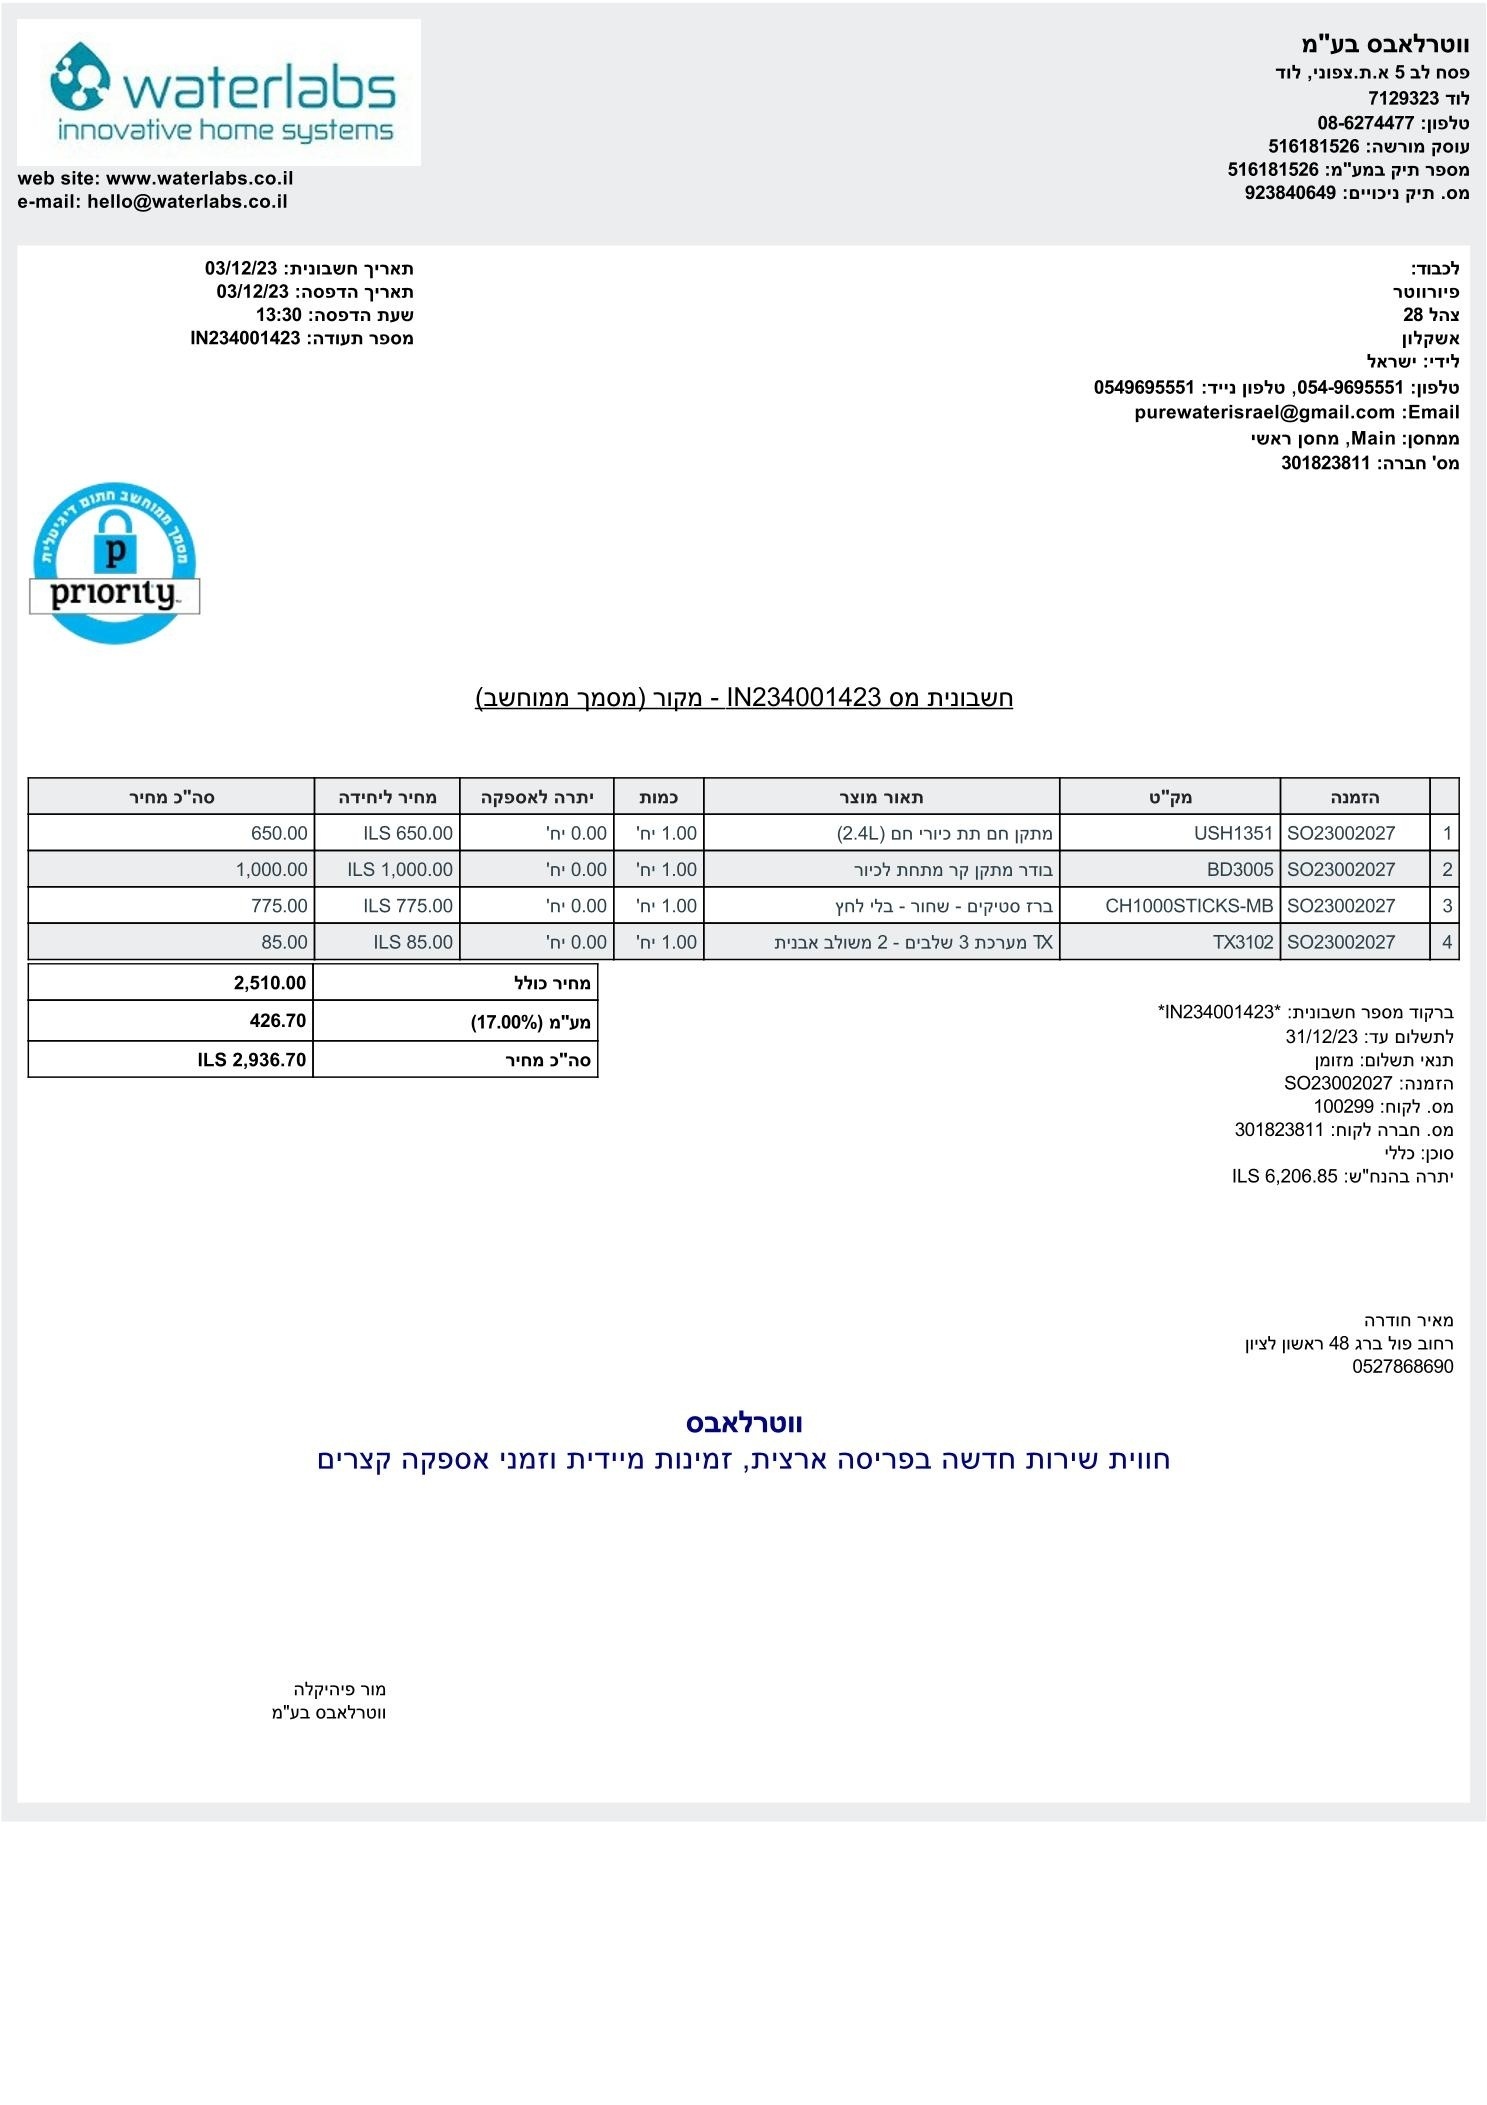 waterlabs
innovative home systems
web site: www.waterlabs.co.il
e-mail: hello@waterlabs.co.il
ווטרלאבס בע"מ
פסח לב 5 א.ת.צפוני, לוד
לוד 7129323
טלפון: 08-6274477
עוסק מורשה: 516181526
מספר תיק במע"מ: 516181526
מס. תיק ניכויים: 923840649
לכבוד:
פיורווטר
צהל 28
אשקלון
לידי: ישראל
טלפון: 054-9695551, טלפון נייד: 0549695551
Email: purewaterisrael@gmail.com
ממחסן: Main, מחסן ראשי
מס' חברה: 301823811
תאריך חשבונית: 03/12/23
תאריך הדפסה: 03/12/23
שעת הדפסה: 13:30
מספר תעודה: IN234001423
מסמך ממוחשב חתום דיגיטלית
p
priority
חשבונית מס IN234001423 - מקור (מסמך ממוחשב)
הזמנה מק"ט תאור מוצר כמות יתרה לאספקה מחיר ליחידה סה"כ מחיר
1 SO23002027 USH1351 מתקן חם תת כיורי חם (2.4L) 1.00 יח' 0.00 יח' ILS 650.00 650.00
2 SO23002027 BD3005 בודר מתקן קר מתחת לכיור 1.00 יח' 0.00 יח' ILS 1,000.00 1,000.00
3 SO23002027 CH1000STICKS-MB ברז סטיקים - שחור - בלי לחץ 1.00 יח' 0.00 יח' ILS 775.00 775.00
4 SO23002027 TX3102 TX מערכת 3 שלבים - 2 משולב אבנית 1.00 יח' 0.00 יח' ILS 85.00 85.00
מחיר כולל 2,510.00
מע"מ (17.00%) 426.70
סה"כ מחיר ILS 2,936.70
ברקוד מספר חשבונית: *IN234001423*
לתשלום עד: 31/12/23
תנאי תשלום: מזומן
הזמנה: SO23002027
מס. לקוח: 100299
מס. חברה לקוח: 301823811
סוכן: כללי
יתרה בהנח"ש: ILS 6,206.85
מאיר חודרה
רחוב פול ברג 48 ראשון לציון
0527868690
ווטרלאבס
חווית שירות חדשה בפריסה ארצית, זמינות מיידית וזמני אספקה קצרים
מור פיהיקלה
ווטרלאבס בע"מ